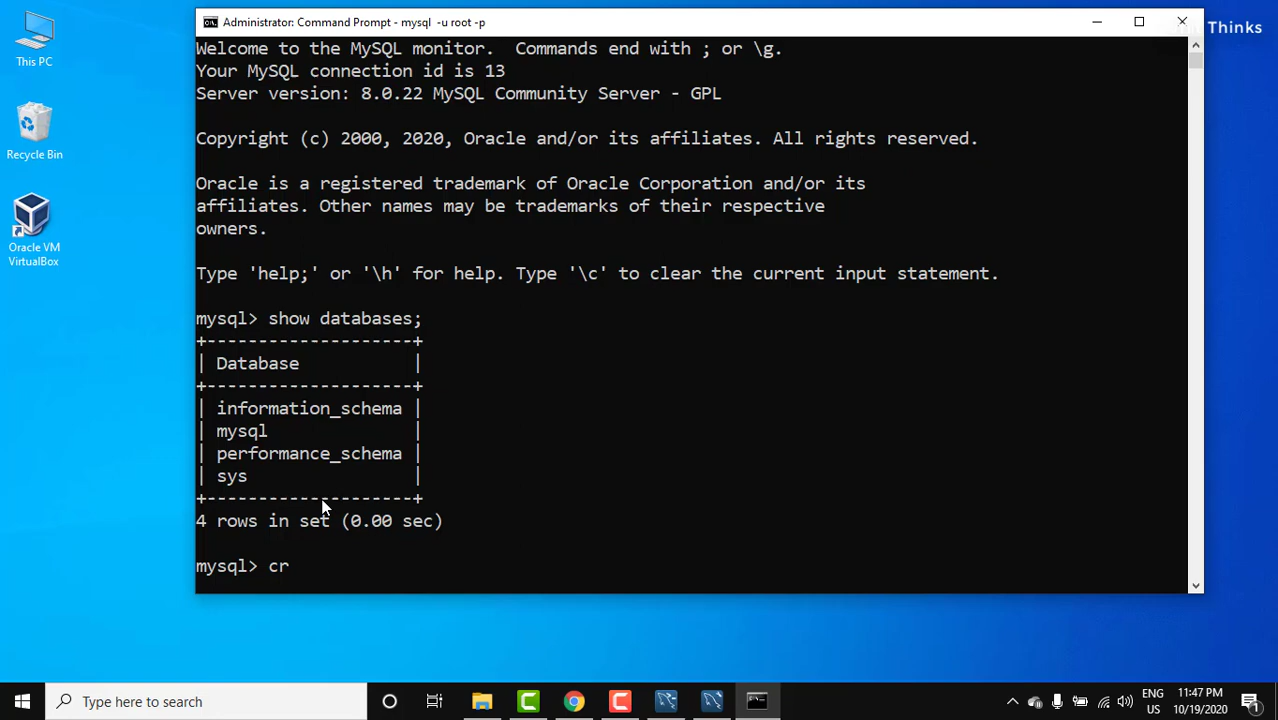 This PC
Recycle Bin
Oracle VM
VirtualBox
Administrator: Command Prompt - mysql -u root -p
Thinks
Welcome to the MySQL monitor.  Commands end with ; or \g.
Your MySQL connection id is 13
Server version: 8.0.22 MySQL Community Server - GPL
Copyright (c) 2000, 2020, Oracle and/or its affiliates. All rights reserved.
Oracle is a registered trademark of Oracle Corporation and/or its
affiliates. Other names may be trademarks of their respective
owners.
Type 'help;' or '\h' for help. Type '\c' to clear the current input statement.
mysql> show databases;
+--------------------+
| Database           |
+--------------------+
| information_schema |
| mysql              |
| performance_schema |
| sys                |
+--------------------+
4 rows in set (0.00 sec)
mysql> cr
Type here to search
ENG
US
11:47 PM
10/19/2020
1